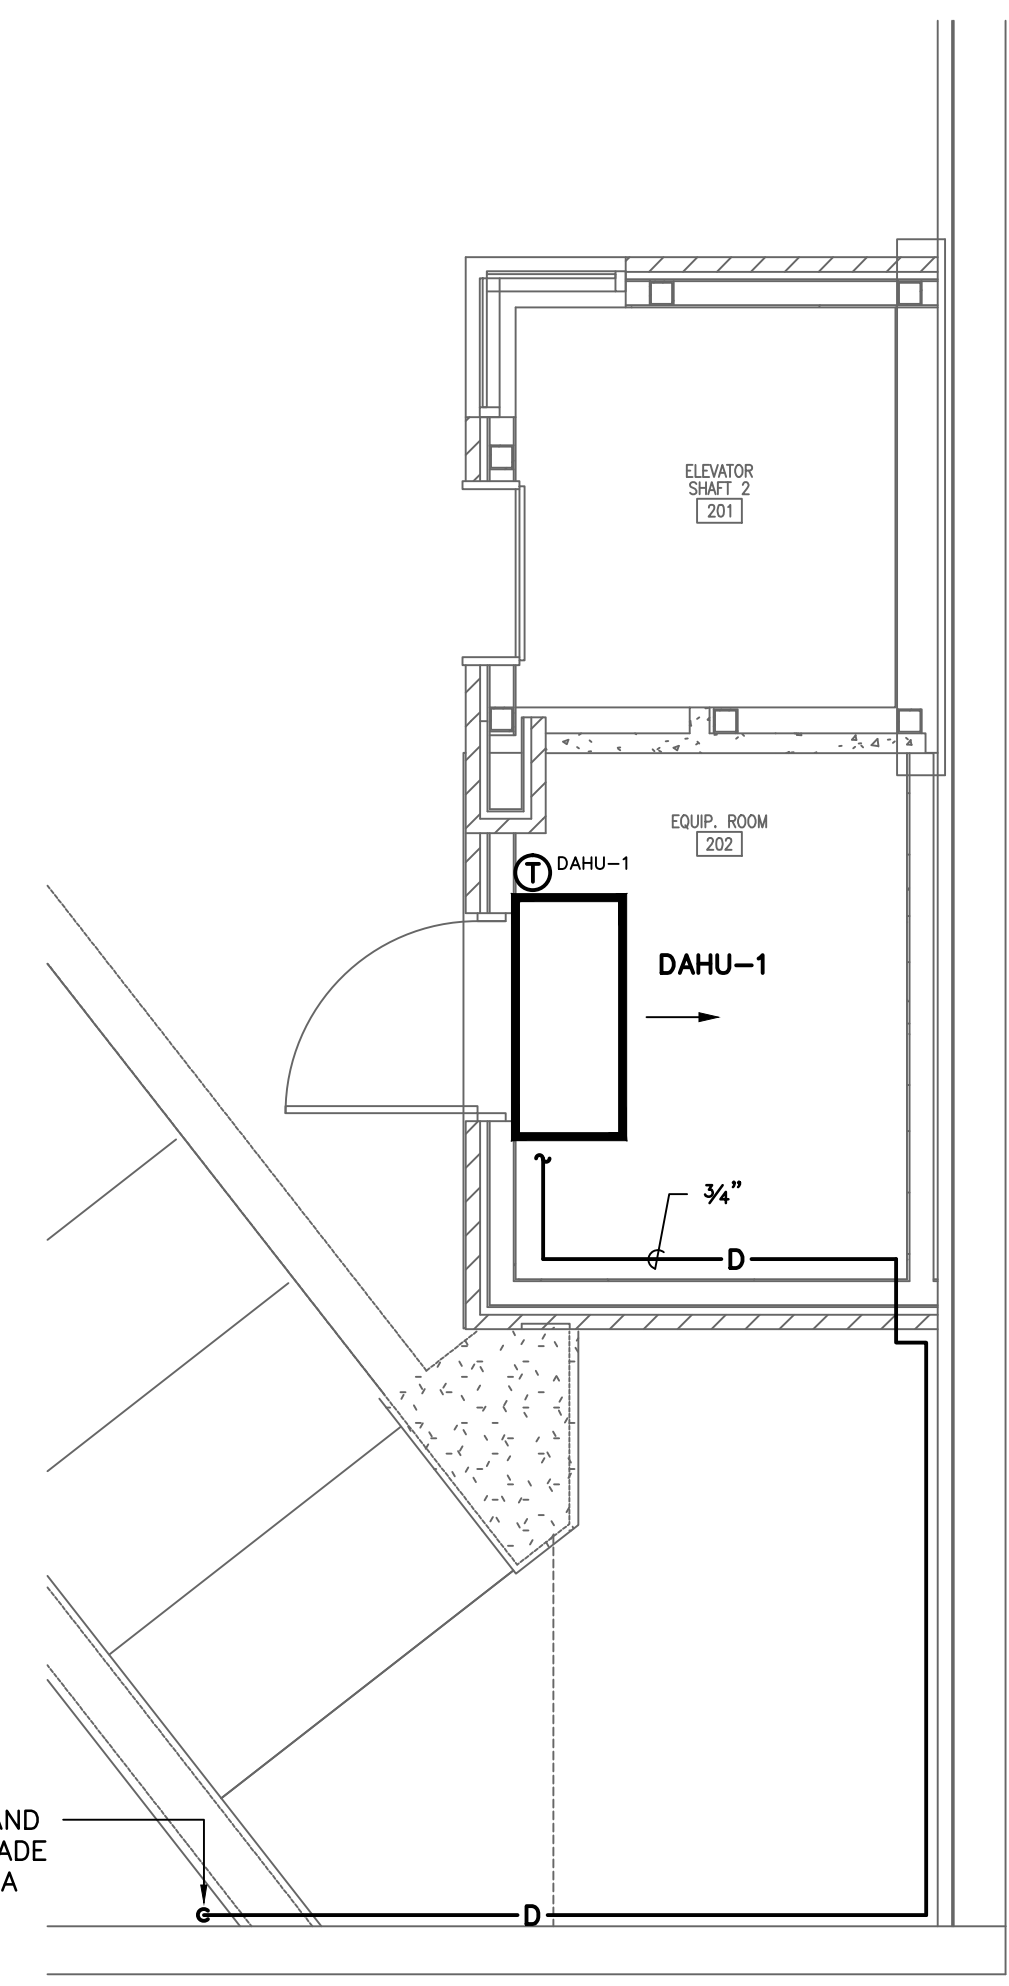 ELEVATOR
SHAFT 2
201
EQUIP. ROOM
202
T DAHU-1
DAHU-1
3/4"
D
AND
ADE
A
D